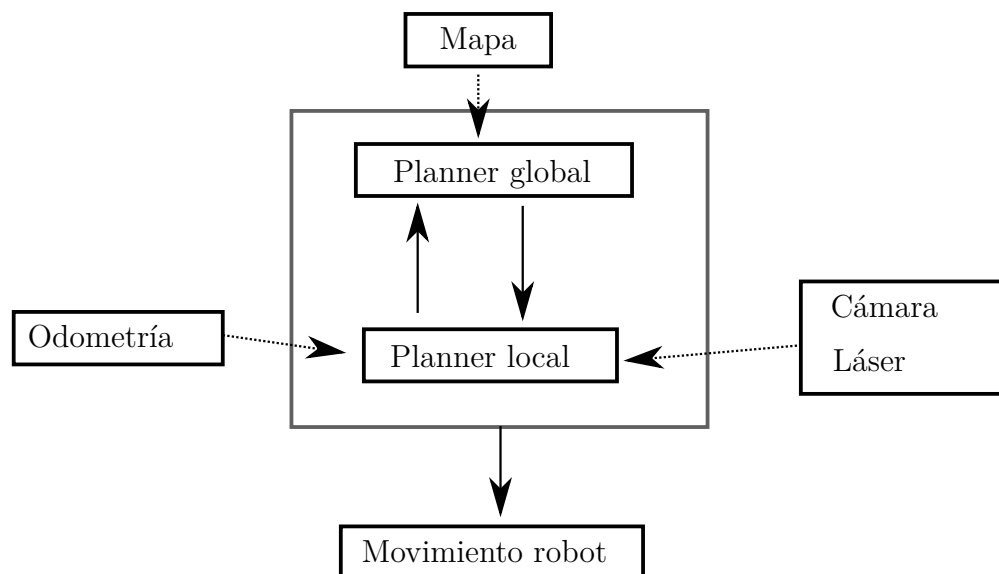 Mapa
Planner global
Odometría
Planner local
Cámara
Láser
Movimiento robot